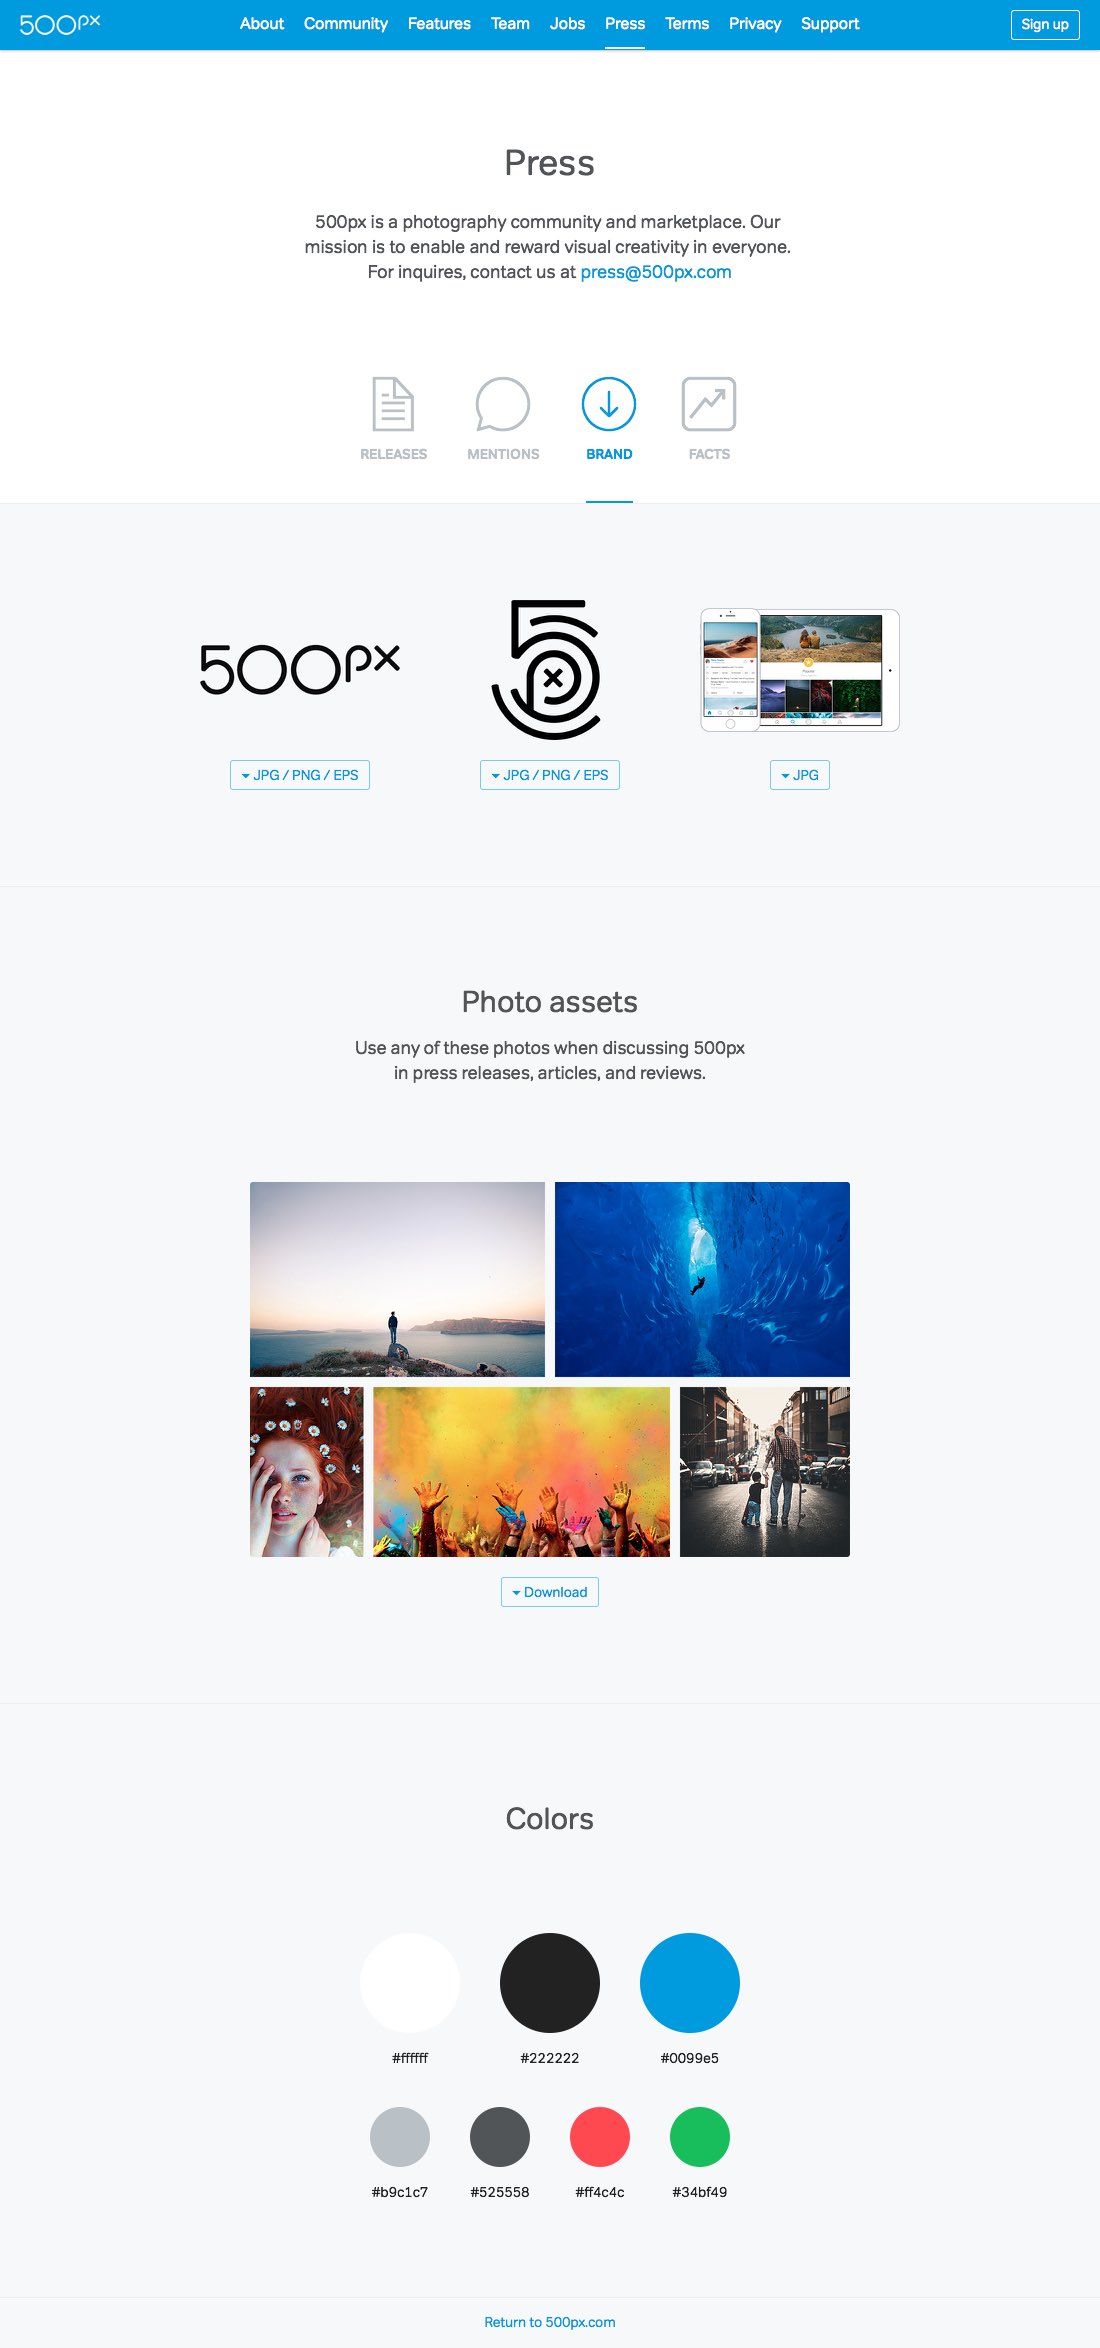 500px
About Community Features Team Jobs Press Terms Privacy Support
Sign up
Press
500px is a photography community and marketplace. Our
mission is to enable and reward visual creativity in everyone.
For inquires, contact us at press@500px.com
RELEASES MENTIONS BRAND FACTS
500px
5px
JPG / PNG / EPS
JPG / PNG / EPS
JPG
Photo assets
Use any of these photos when discussing 500px
in press releases, articles, and reviews.
Download
Colors
#ffffff #222222 #0099e5
#b9c1c7 #525558 #ff4c4c #34bf49
Return to 500px.com